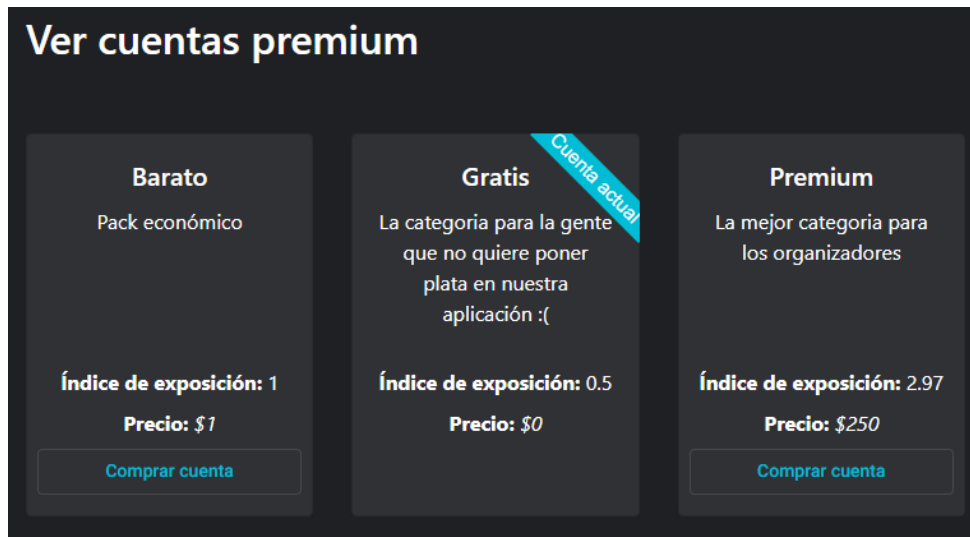 Ver cuentas premium
Barato
Pack económico
Índice de exposición: 1
Precio: $1
Comprar cuenta
Cuenta actual
Gratis
La categoria para la gente
que no quiere poner
plata en nuestra
aplicación :(
Índice de exposición: 0.5
Precio: $0
Premium
La mejor categoria para
los organizadores
Índice de exposición: 2.97
Precio: $250
Comprar cuenta